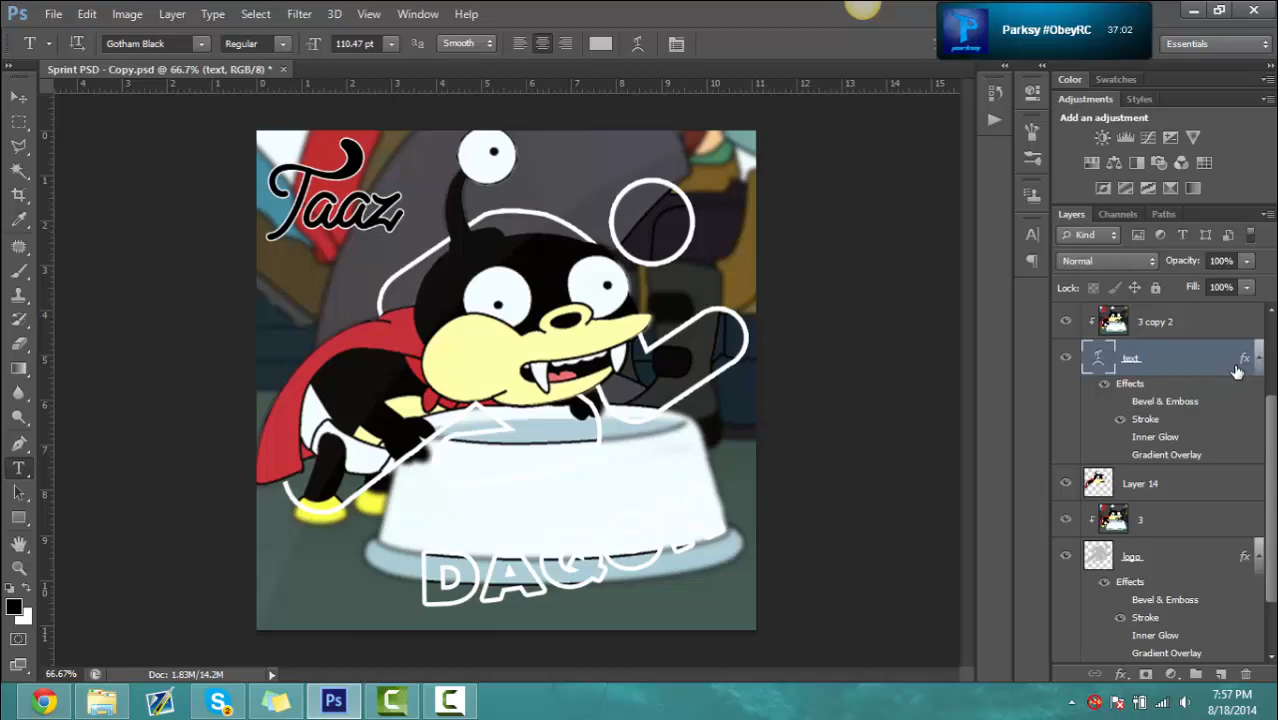 Ps File Edit Image Layer Type Select Filter 3D View Window Help
Parksy #ObeyRC 37:02
T Gotham Black Regular 110.47 pt Smooth Essentials
Sprint PSD - Copy.psd @ 66.7% (text, RGB/8) *
Color Swatches
Adjustments Styles
Add an adjustment
Taaz
Layers Channels Paths
Kind
Normal Opacity: 100%
Lock: Fill: 100%
3 copy 2
text fx
Effects
Bevel & Emboss
Stroke
Inner Glow
Gradient Overlay
Layer 14
3
logo fx
Effects
Bevel & Emboss
Stroke
Inner Glow
Gradient Overlay
66.67% Doc: 1.83M/14.2M
7:57 PM
8/18/2014